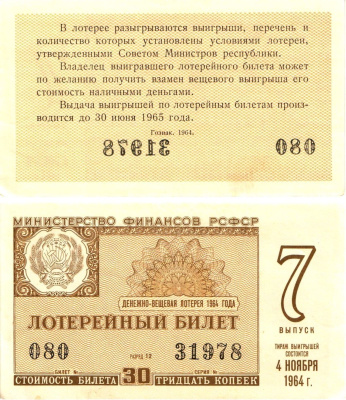 В лотерее разыгрываются выигрыши, перечень и
количество которых установлены условиями лотереи,
утвержденными Советом Министров республики.
Владелец выигравшего лотерейного билета может
по желанию получить взамен вещевого выигрыша его
стоимость наличными деньгами.
Выдача выигрышей по лотерейным билетам произ-
водится до 30 июня 1965 года.
Гознак. 1964.
31978 080
МИНИСТЕРСТВО ФИНАНСОВ РСФСР
ДЕНЕЖНО-ВЕЩЕВАЯ ЛОТЕРЕЯ 1964 ГОДА
ЛОТЕРЕЙНЫЙ БИЛЕТ
080 РАЗРЯД 12 31978
БИЛЕТ № СЕРИЯ №
СТОИМОСТЬ БИЛЕТА 30 ТРИДЦАТЬ КОПЕЕК
7
ВЫПУСК
ТИРАЖ ВЫИГРЫШЕЙ
СОСТОИТСЯ
4 НОЯБРЯ
1964 г.